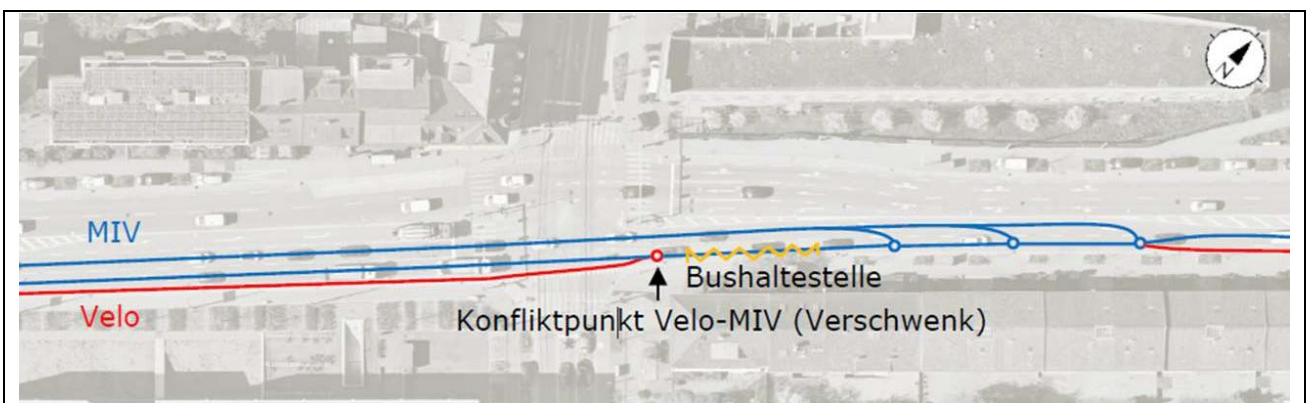 N
MIV
Bushaltestelle
Velo
Konfliktpunkt Velo-MIV (Verschwenk)